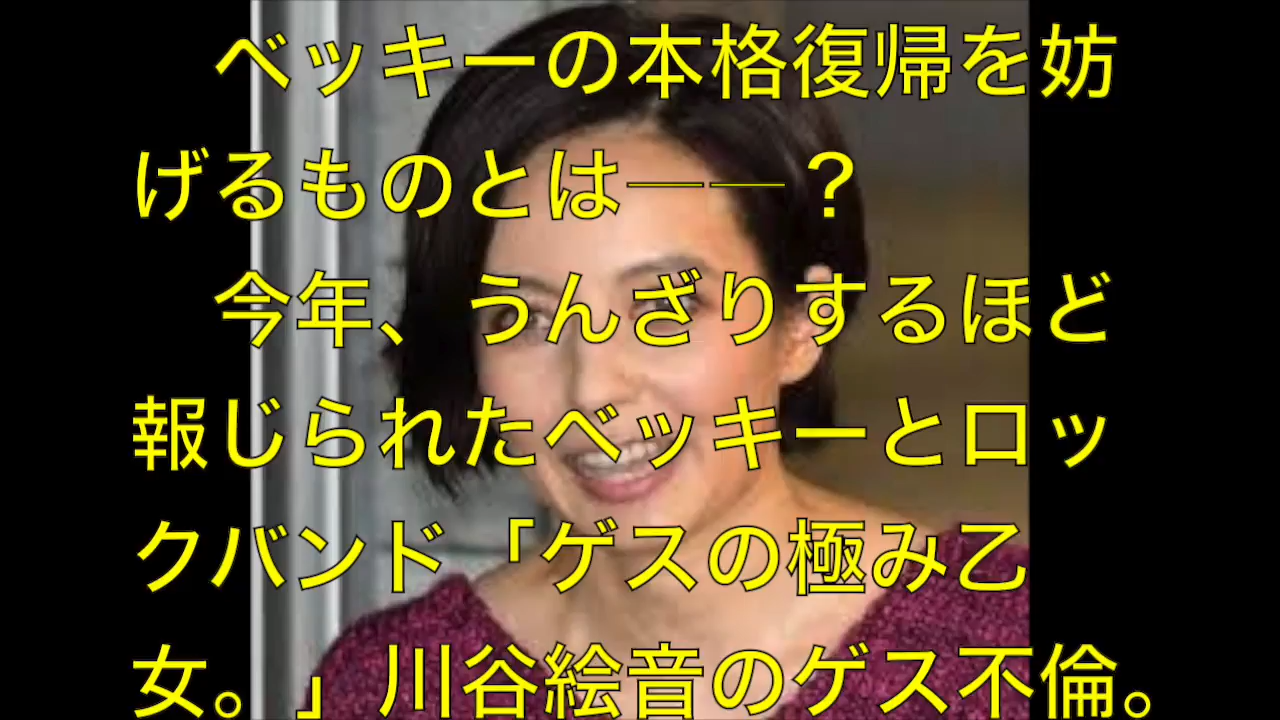 ベッキーの本格復帰を妨
げるものとは――？
今年、うんざりするほど
報じられたベッキーとロッ
クバンド「ゲスの極み乙
女。」川谷絵音のゲス不倫。